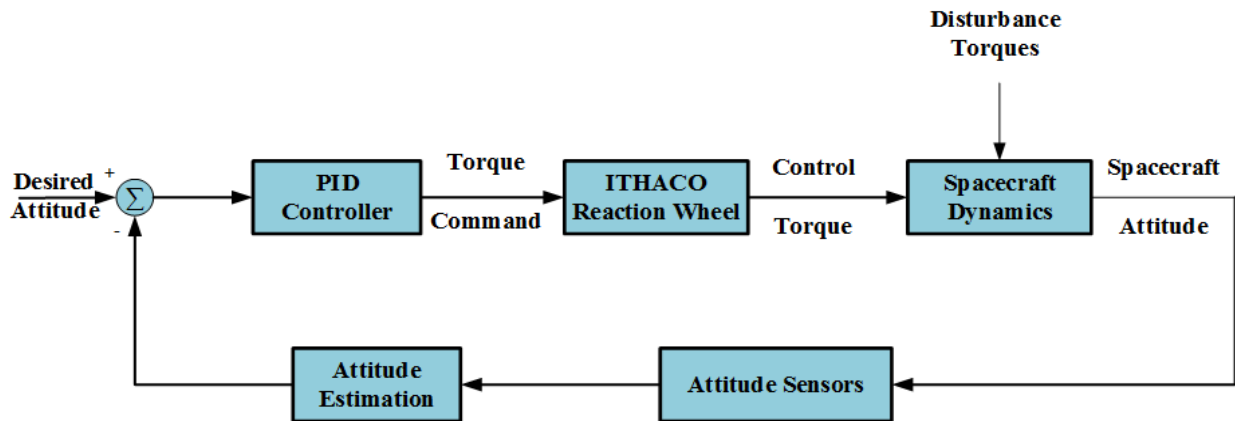 Disturbance
Torques
Desired
Attitude
+
-
Σ
PID
Controller
Torque
Command
ITHACO
Reaction Wheel
Control
Torque
Spacecraft
Dynamics
Spacecraft
Attitude
Attitude
Estimation
Attitude Sensors